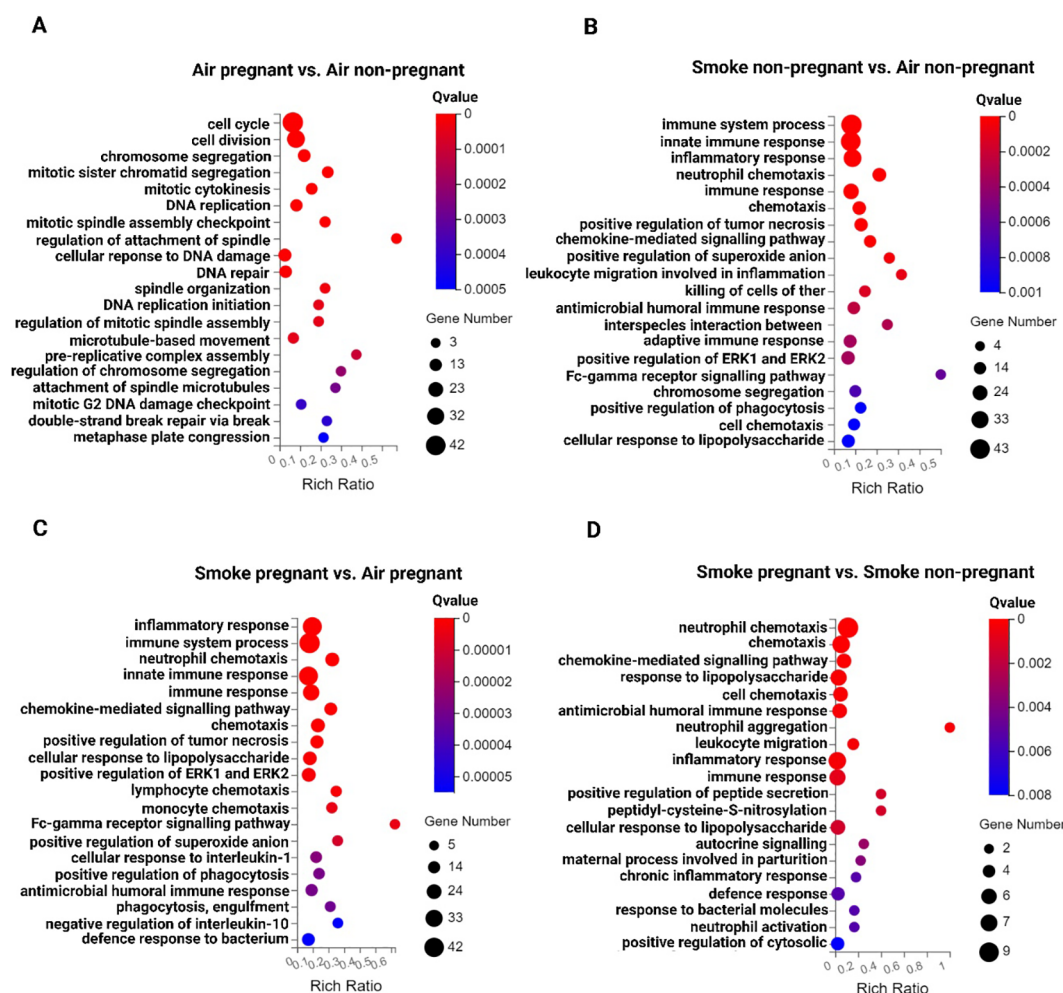 A
Air pregnant vs. Air non-pregnant
cell cycle
cell division
chromosome segregation
mitotic sister chromatid segregation
mitotic cytokinesis
DNA replication
mitotic spindle assembly checkpoint
regulation of attachment of spindle
cellular reponse to DNA damage
DNA repair
spindle organization
DNA replication initiation
regulation of mitotic spindle assembly
microtubule-based movement
pre-replicative complex assembly
regulation of chromosome segregation
attachment of spindle microtubules
mitotic G2 DNA damage checkpoint
double-strand break repair via break
metaphase plate congression
0 0.1 0.2 0.3 0.4 0.5
Rich Ratio
Qvalue
0
0.0001
0.0002
0.0003
0.0004
0.0005
Gene Number
3
13
23
32
42
B
Smoke non-pregnant vs. Air non-pregnant
immune system process
innate immune response
inflammatory response
neutrophil chemotaxis
immune response
chemotaxis
positive regulation of tumor necrosis
chemokine-mediated signalling pathway
positive regulation of superoxide anion
leukocyte migration involved in inflammation
killing of cells of ther
antimicrobial humoral immune response
interspecles interaction between
adaptive immune response
positive regulation of ERK1 and ERK2
Fc-gamma receptor signalling pathway
chromosome segregation
positive regulation of phagocytosis
cell chemotaxis
cellular response to lipopolysaccharide
0 0.1 0.2 0.3 0.4 0.5
Rich Ratio
Qvalue
0
0.0002
0.0004
0.0006
0.0008
0.001
Gene Number
4
14
24
33
43
C
Smoke pregnant vs. Air pregnant
inflammatory response
immune system process
neutrophil chemotaxis
innate immune response
immune response
chemokine-mediated signalling pathway
chemotaxis
positive regulation of tumor necrosis
cellular response to lipopolysaccharide
positive regulation of ERK1 and ERK2
lymphocyte chemotaxis
monocyte chemotaxis
Fc-gamma receptor signalling pathway
positive regulation of superoxide anion
cellular response to interleukin-1
positive regulation of phagocytosis
antimicrobial humoral immune response
phagocytosis, engulfment
negative regulation of interleukin-10
defence response to bacterium
0 0.1 0.2 0.3 0.4 0.5 0.6
Rich Ratio
Qvalue
0
0.00001
0.00002
0.00003
0.00004
0.00005
Gene Number
5
14
24
33
42
D
Smoke pregnant vs. Smoke non-pregnant
neutrophil chemotaxis
chemotaxis
chemokine-mediated signalling pathway
response to lipopolysaccharide
cell chemotaxis
antimicrobial humoral immune response
neutrophil aggregation
leukocyte migration
inflammatory response
immune response
positive regulation of peptide secretion
peptidyl-cysteine-S-nitrosylation
cellular response to lipopolysaccharide
autocrine signalling
maternal process involved in parturition
chronic inflammatory response
defence response
response to bacterial molecules
neutrophil activation
positive regulation of cytosolic
0 0.2 0.4 0.6 0.8 1
Rich Ratio
Qvalue
0
0.002
0.004
0.006
0.008
Gene Number
2
4
6
7
9